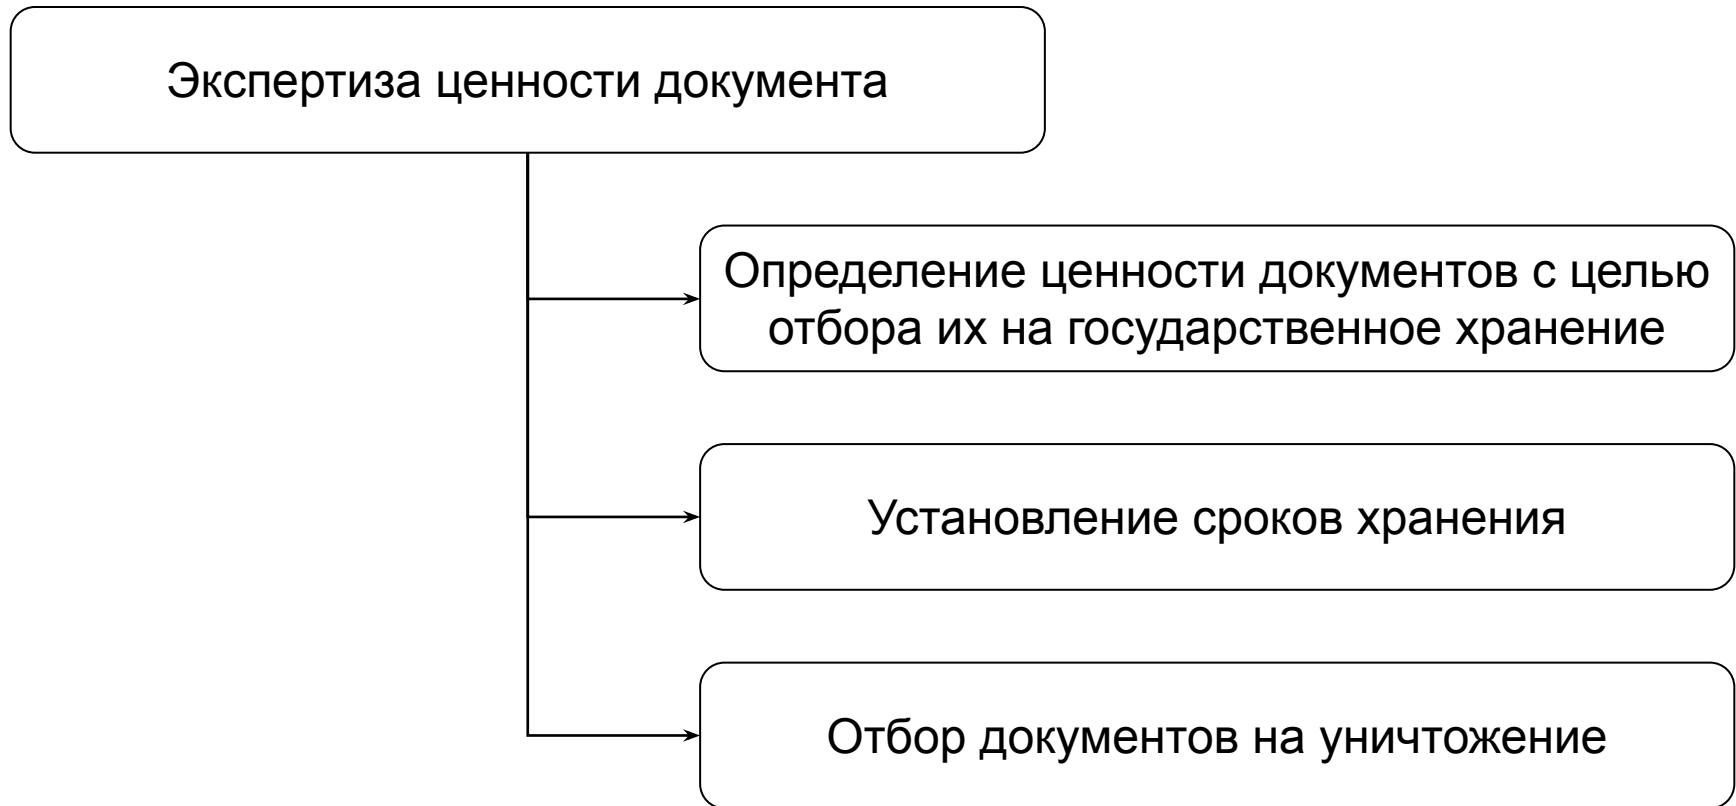 Экспертиза ценности документа
Определение ценности документов с целью
отбора их на государственное хранение
Установление сроков хранения
Отбор документов на уничтожение